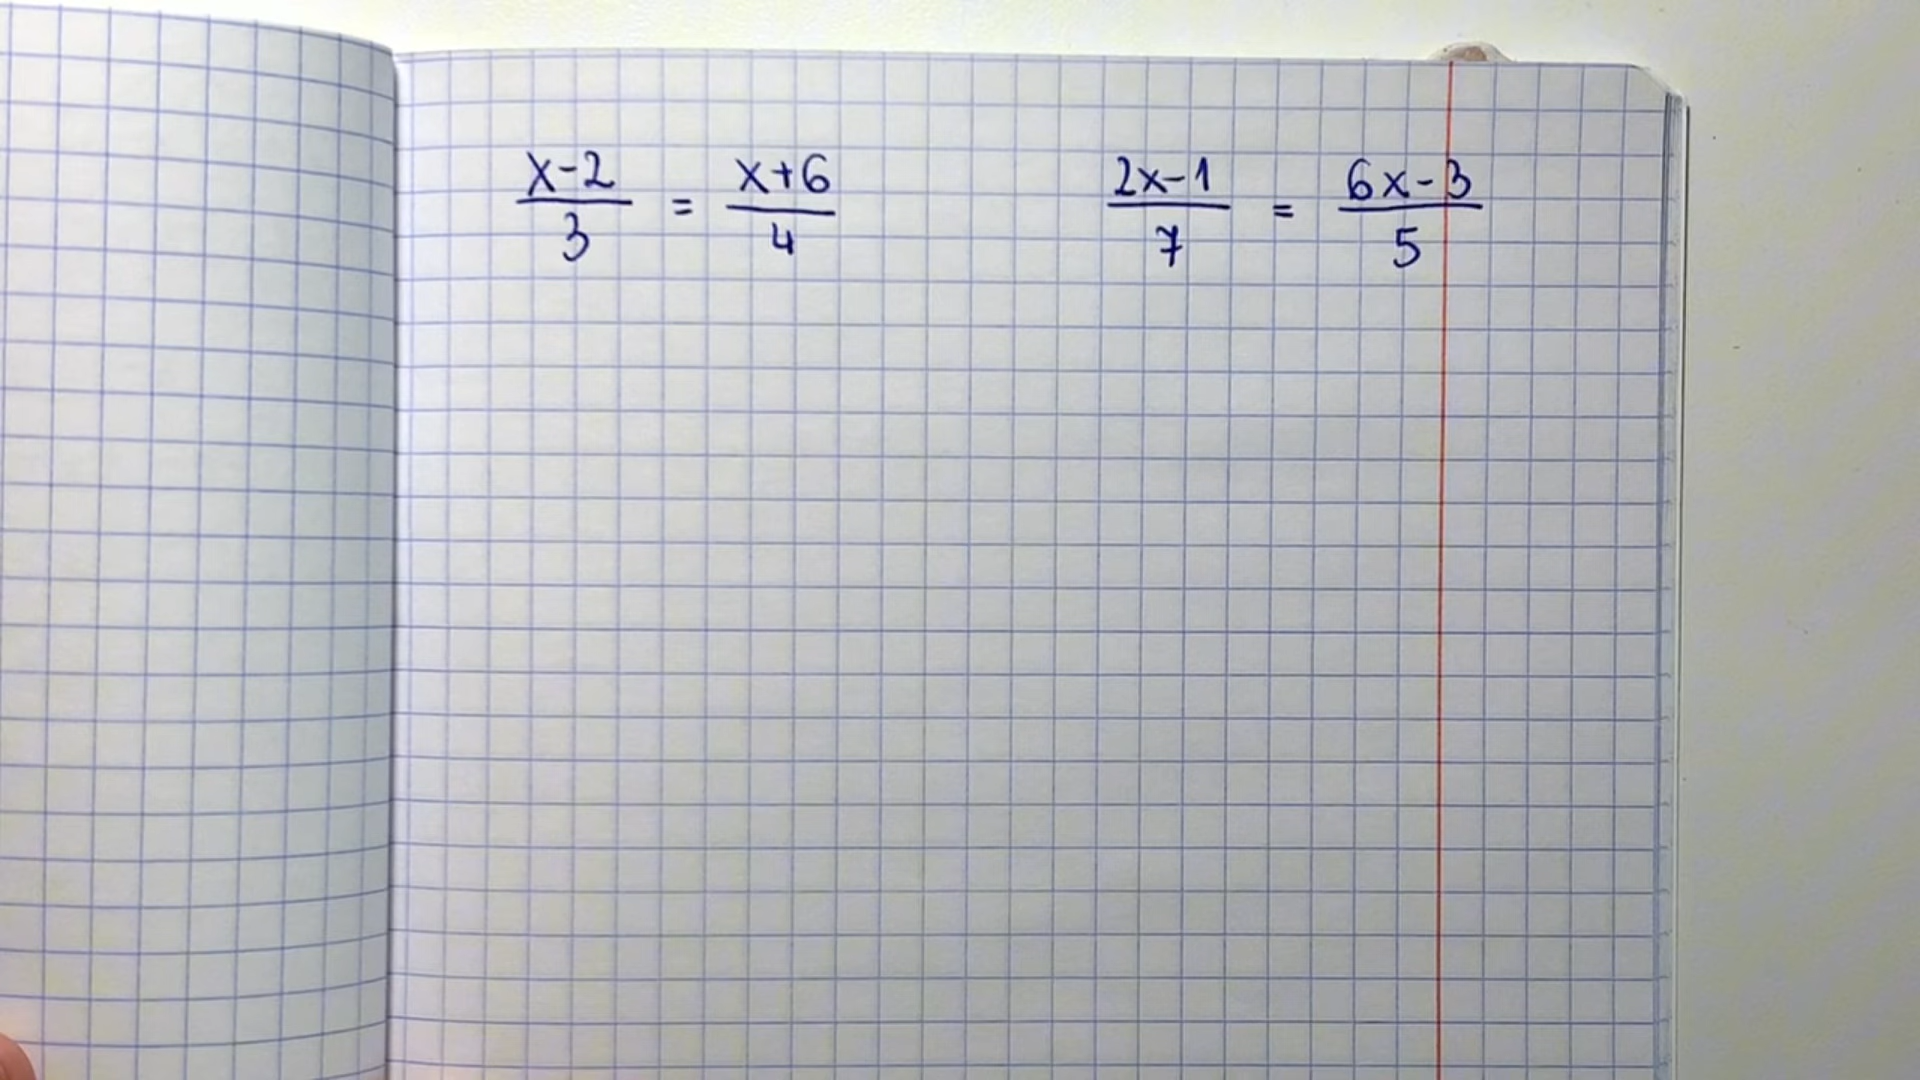 x-2 / 3 = x+6 / 4
2x-1 / 7 = 6x-3 / 5